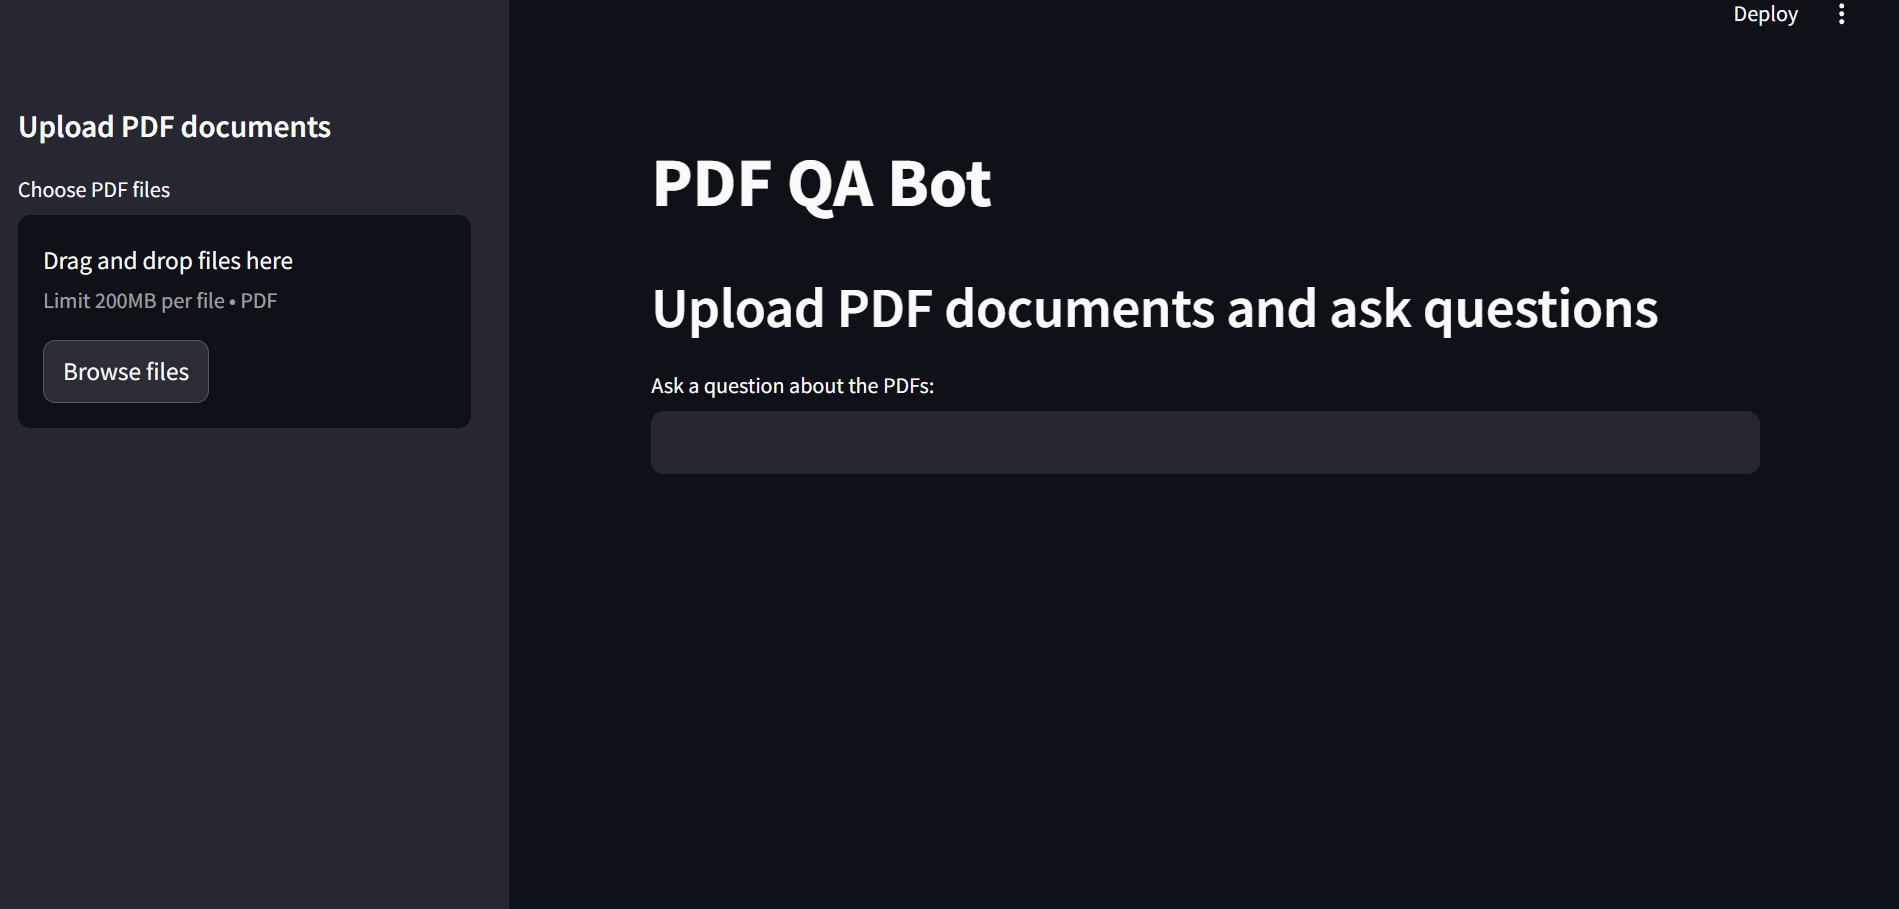 Deploy
Upload PDF documents
Choose PDF files
Drag and drop files here
Limit 200MB per file • PDF
Browse files
PDF QA Bot
Upload PDF documents and ask questions
Ask a question about the PDFs: